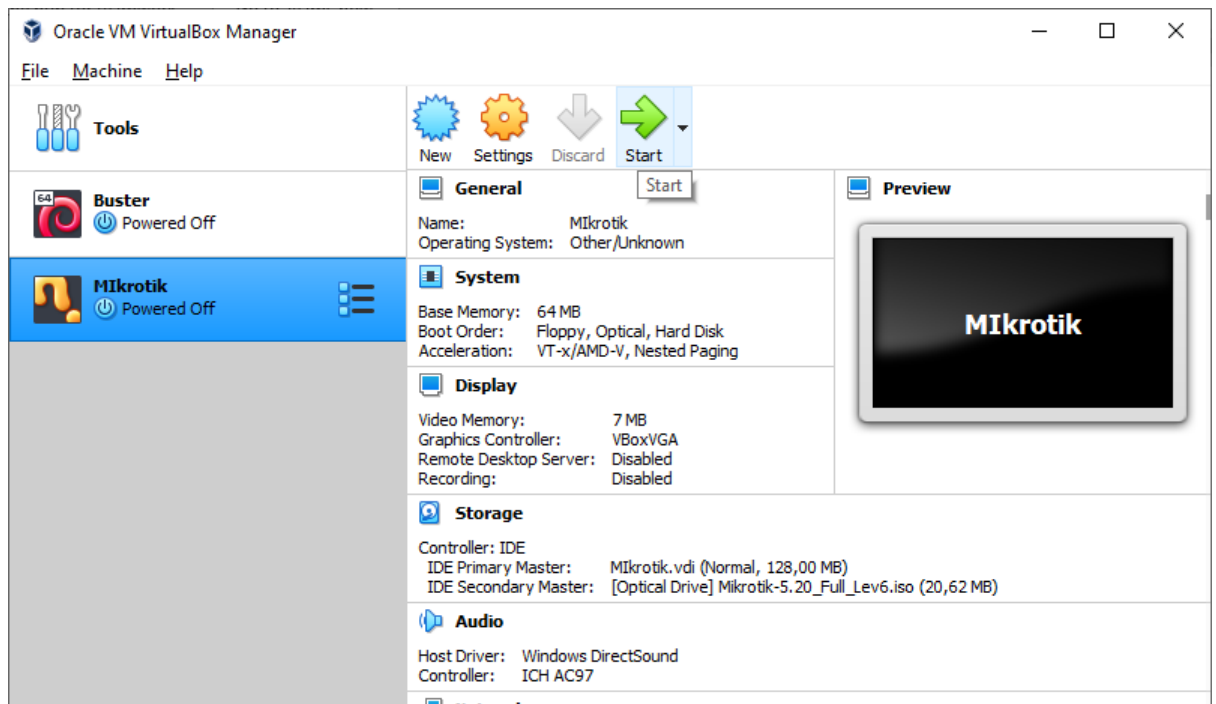 Oracle VM VirtualBox Manager
File Machine Help
Tools
New Settings Discard Start
Start
64
Buster
Powered Off
MIkrotik
Powered Off
General
Name: MIkrotik
Operating System: Other/Unknown
System
Base Memory: 64 MB
Boot Order: Floppy, Optical, Hard Disk
Acceleration: VT-x/AMD-V, Nested Paging
Display
Video Memory: 7 MB
Graphics Controller: VBoxVGA
Remote Desktop Server: Disabled
Recording: Disabled
Preview
MIkrotik
Storage
Controller: IDE
IDE Primary Master: MIkrotik.vdi (Normal, 128,00 MB)
IDE Secondary Master: [Optical Drive] Mikrotik-5.20_Full_Lev6.iso (20,62 MB)
Audio
Host Driver: Windows DirectSound
Controller: ICH AC97